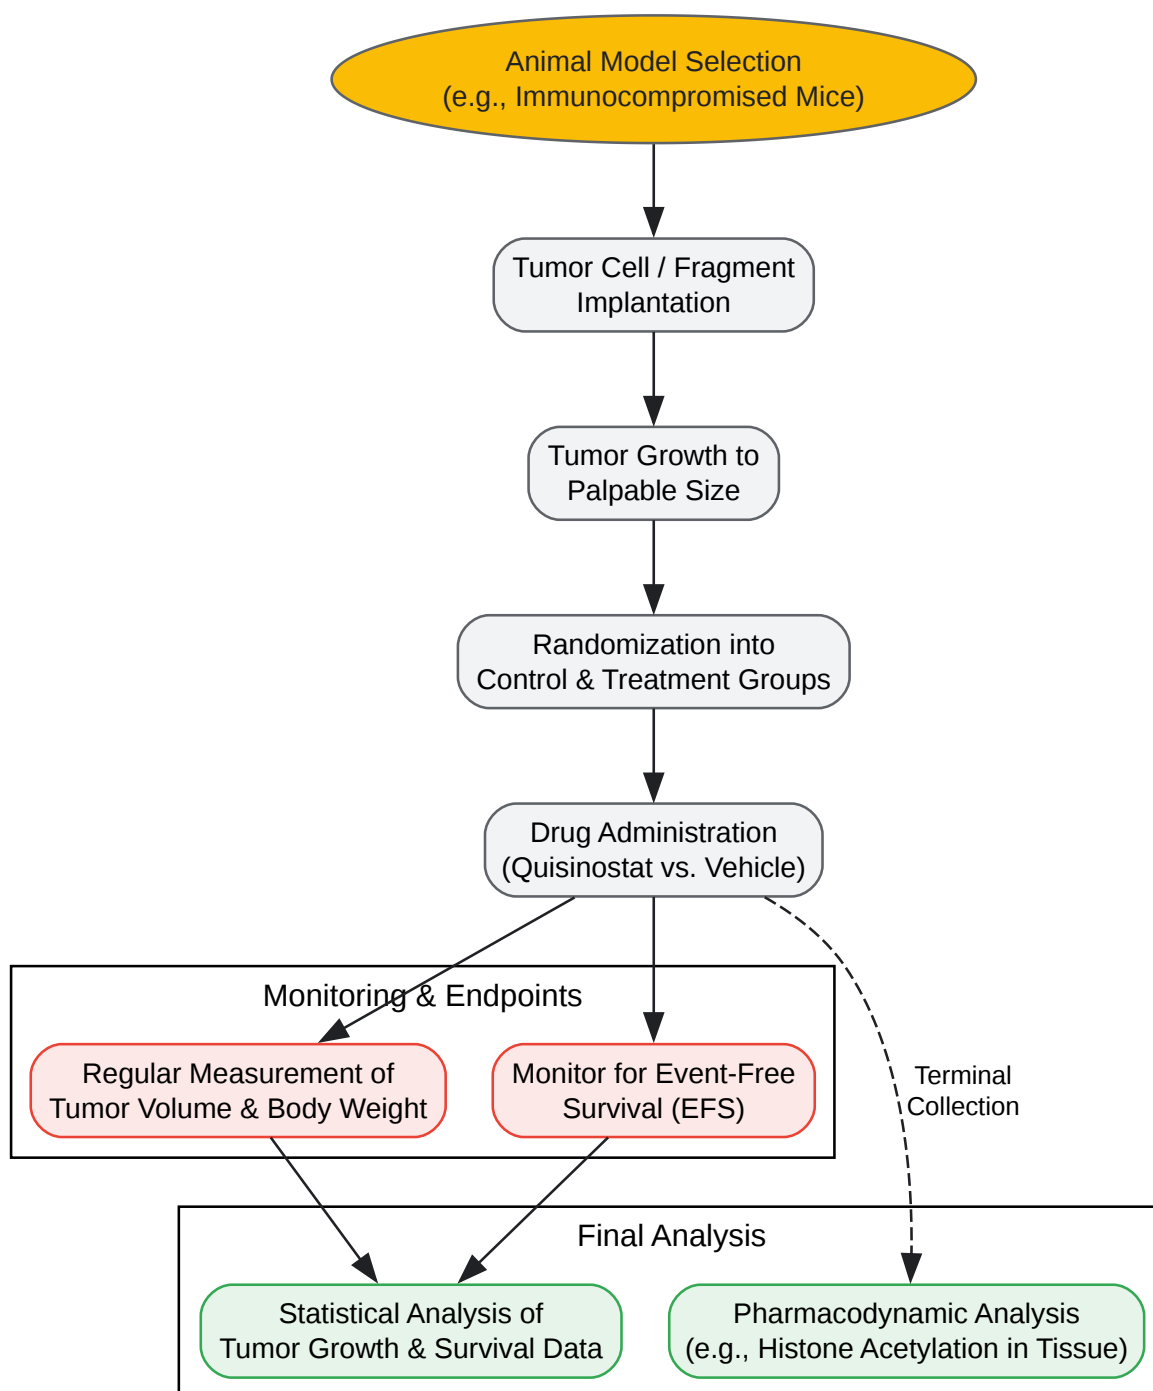 Animal Model Selection
(e.g., Immunocompromised Mice)
Tumor Cell / Fragment
Implantation
Tumor Growth to
Palpable Size
Randomization into
Control & Treatment Groups
Drug Administration
(Quisinostat vs. Vehicle)
Monitoring & Endpoints
Regular Measurement of
Tumor Volume & Body Weight
Monitor for Event-Free
Survival (EFS)
Terminal
Collection
Final Analysis
Statistical Analysis of
Tumor Growth & Survival Data
Pharmacodynamic Analysis
(e.g., Histone Acetylation in Tissue)